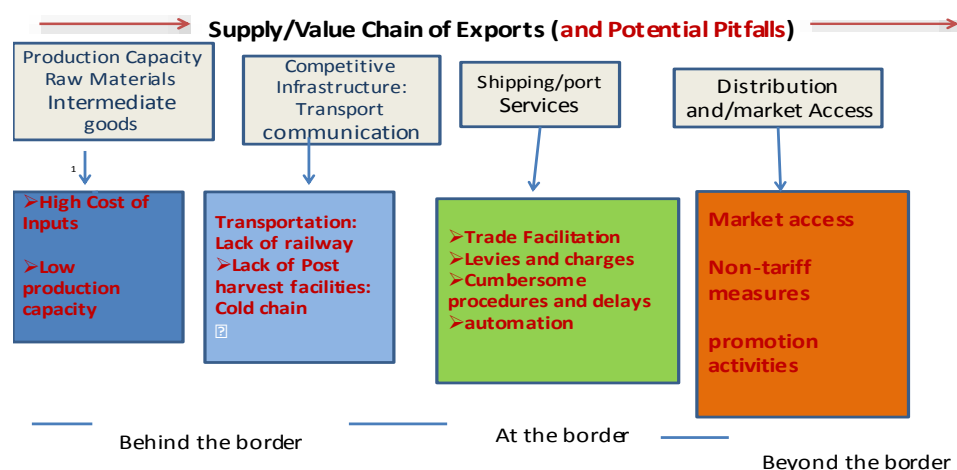 Supply/Value Chain of Exports (and Potential Pitfalls)
Production Capacity
Raw Materials
Intermediate
goods
Competitive
Infrastructure:
Transport
communication
Shipping/port
Services
Distribution
and/market Access
1
➢High Cost of
Inputs
➢Low
production
capacity
Transportation:
Lack of railway
➢Lack of Post
harvest facilities:
Cold chain
➢Trade Facilitation
➢Levies and charges
➢Cumbersome
procedures and delays
➢automation
Market access
Non-tariff
measures
promotion
activities
Behind the border
At the border
Beyond the border